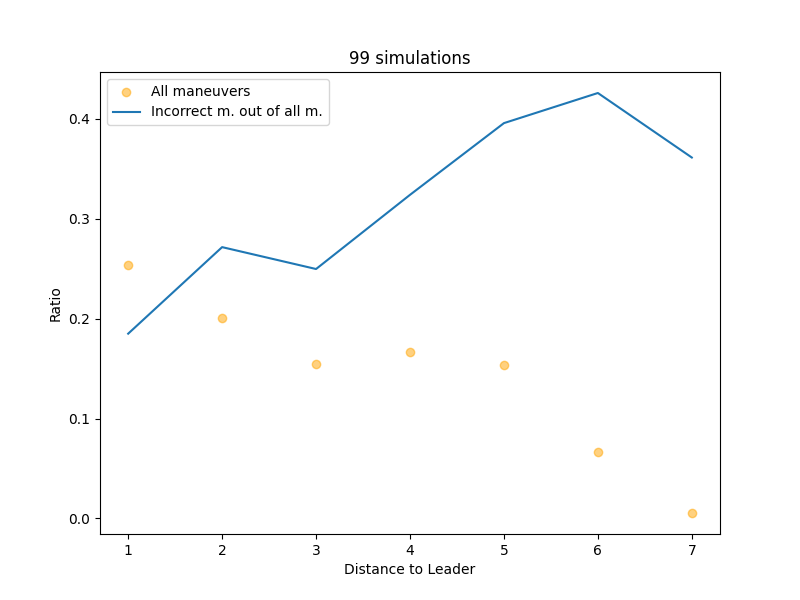 99 simulations
All maneuvers
Incorrect m. out of all m.
0.4
0.3
0.2
0.1
0.0
Ratio
1 2 3 4 5 6 7
Distance to Leader